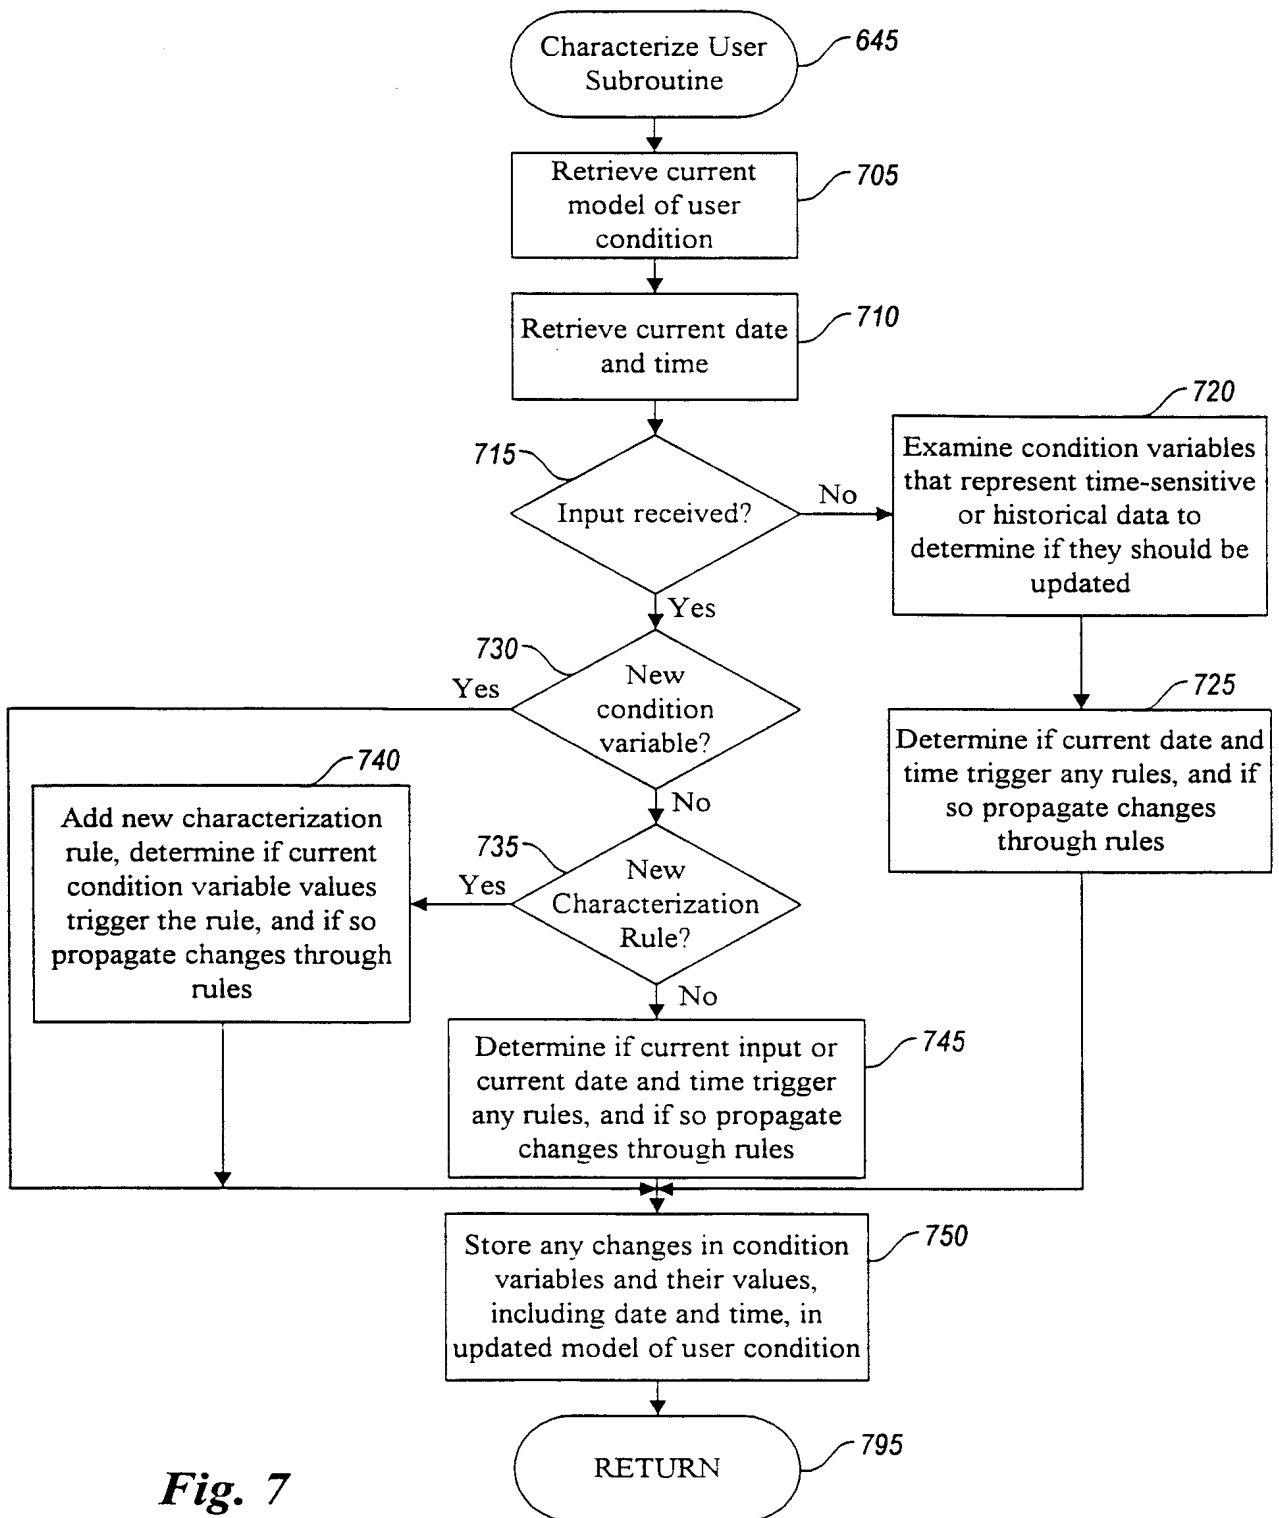 Characterize User
Subroutine
645
Retrieve current
model of user
condition
705
Retrieve current date
and time
710
715
Input received?
No
Yes
720
Examine condition variables
that represent time-sensitive
or historical data to
determine if they should be
updated
730
New
condition
variable?
Yes
No
725
Determine if current date and
time trigger any rules, and if
so propagate changes
through rules
740
Add new characterization
rule, determine if current
condition variable values
trigger the rule, and if so
propagate changes through
rules
735
New
Characterization
Rule?
Yes
No
Determine if current input or
current date and time trigger
any rules, and if so propagate
changes through rules
745
Store any changes in condition
variables and their values,
including date and time, in
updated model of user condition
750
RETURN
795
Fig. 7